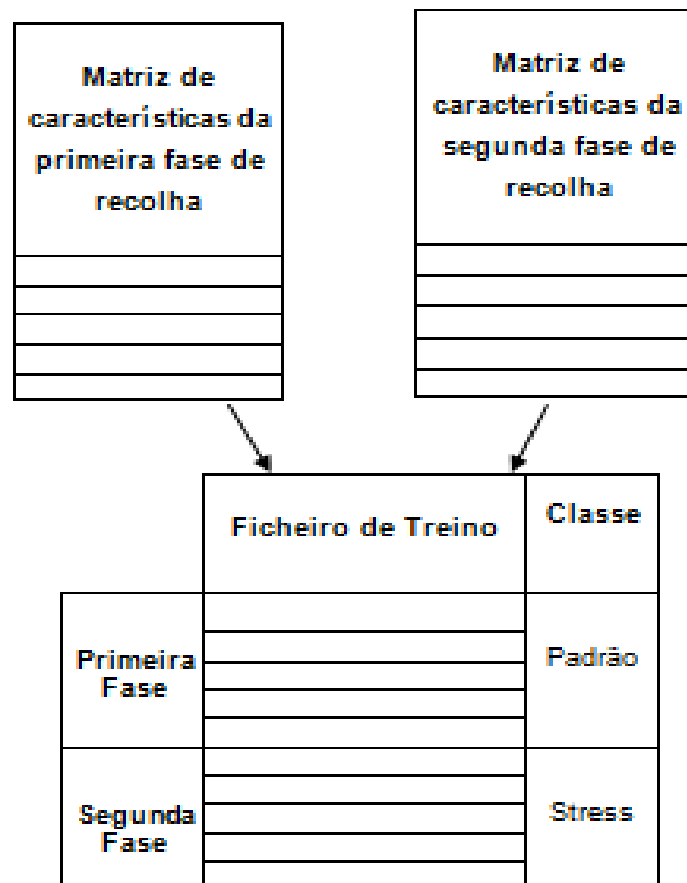 Matriz de
características da
primeira fase de
recolha
Matriz de
características da
segunda fase de
recolha
Ficheiro de Treino
Classe
Primeira
Fase
Padrão
Segunda
Fase
Stress